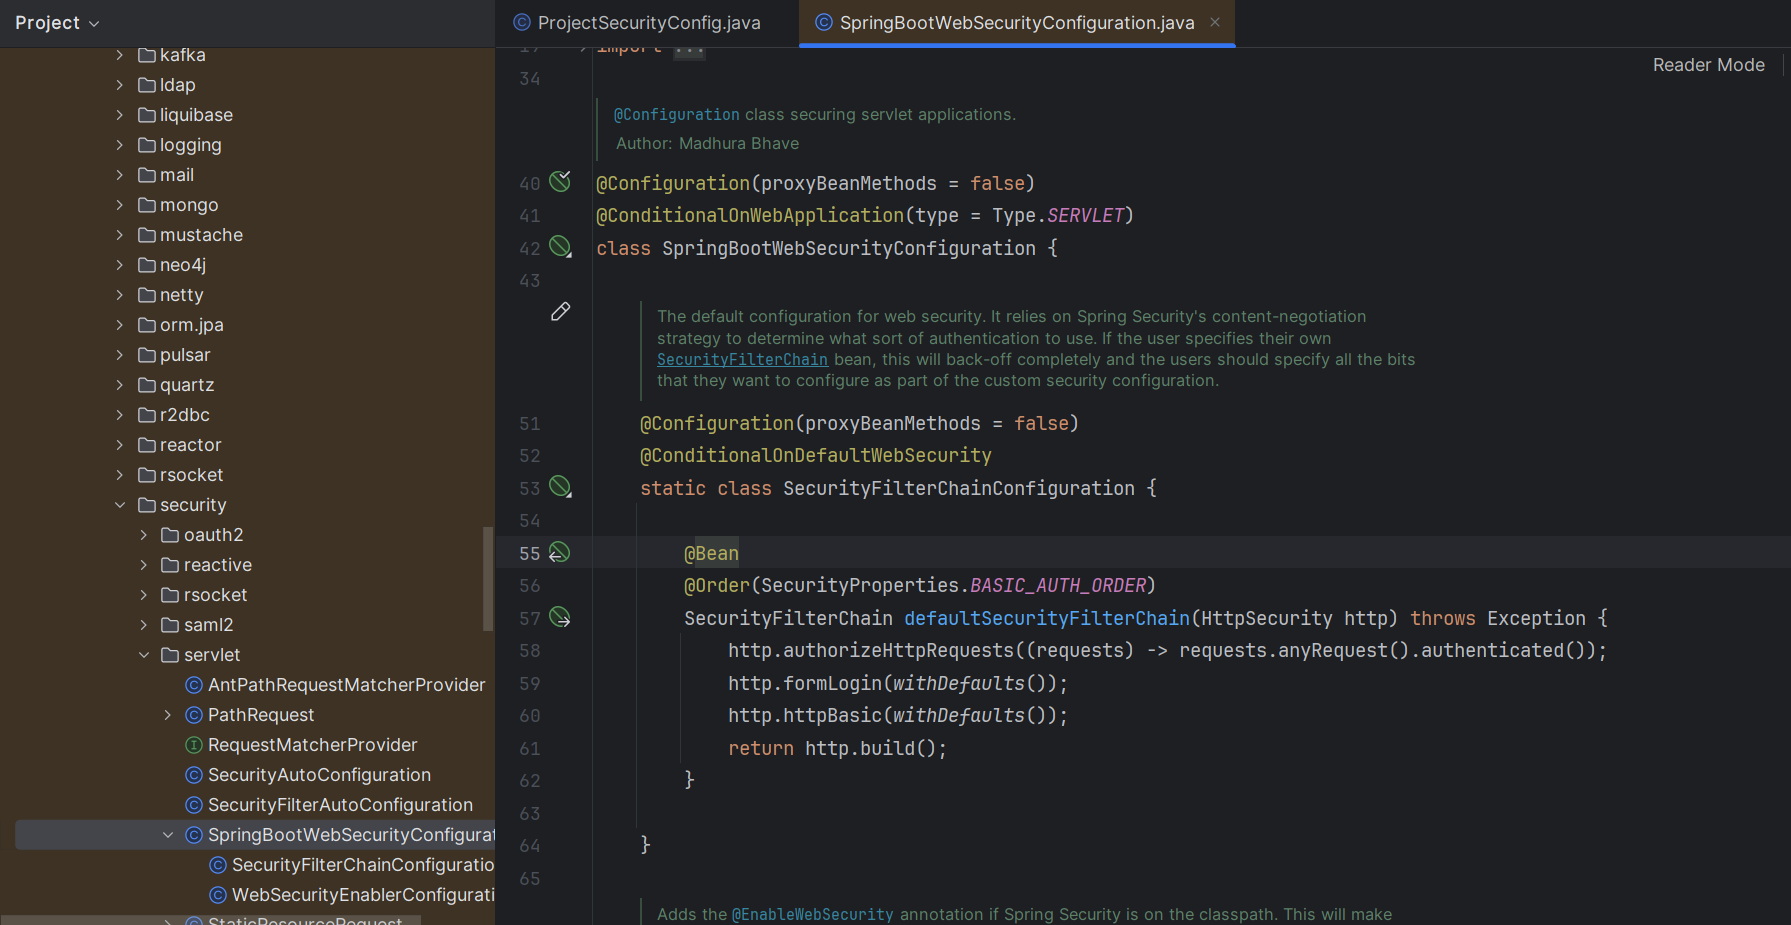 Project
kafka
ldap
liquibase
logging
mail
mongo
mustache
neo4j
netty
orm.jpa
pulsar
quartz
r2dbc
reactor
rsocket
security
oauth2
reactive
rsocket
saml2
servlet
AntPathRequestMatcherProvider
PathRequest
RequestMatcherProvider
SecurityAutoConfiguration
SecurityFilterAutoConfiguration
SpringBootWebSecurityConfigurat
SecurityFilterChainConfiguratio
WebSecurityEnablerConfigurati
StaticResourceRequest
ProjectSecurityConfig.java
SpringBootWebSecurityConfiguration.java
Reader Mode
19 import ...
34
@Configuration class securing servlet applications.
Author: Madhura Bhave
40 @Configuration(proxyBeanMethods = false)
41 @ConditionalOnWebApplication(type = Type.SERVLET)
42 class SpringBootWebSecurityConfiguration {
43
The default configuration for web security. It relies on Spring Security's content-negotiation
strategy to determine what sort of authentication to use. If the user specifies their own
SecurityFilterChain bean, this will back-off completely and the users should specify all the bits
that they want to configure as part of the custom security configuration.
51 @Configuration(proxyBeanMethods = false)
52 @ConditionalOnDefaultWebSecurity
53 static class SecurityFilterChainConfiguration {
54
55 @Bean
56 @Order(SecurityProperties.BASIC_AUTH_ORDER)
57 SecurityFilterChain defaultSecurityFilterChain(HttpSecurity http) throws Exception {
58 http.authorizeHttpRequests((requests) -> requests.anyRequest().authenticated());
59 http.formLogin(withDefaults());
60 http.httpBasic(withDefaults());
61 return http.build();
62 }
63
64 }
65
Adds the @EnableWebSecurity annotation if Spring Security is on the classpath. This will make